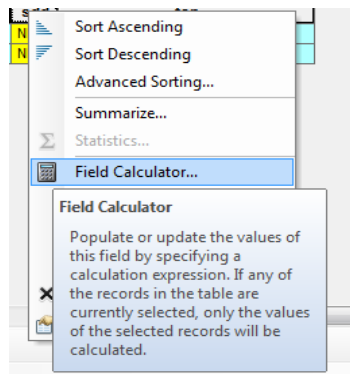 N
Sort Ascending
N
Sort Descending
Advanced Sorting...
Summarize...
Σ Statistics...
Field Calculator...
Field Calculator
Populate or update the values of
this field by specifying a
calculation expression. If any of
the records in the table are
currently selected, only the values
of the selected records will be
calculated.